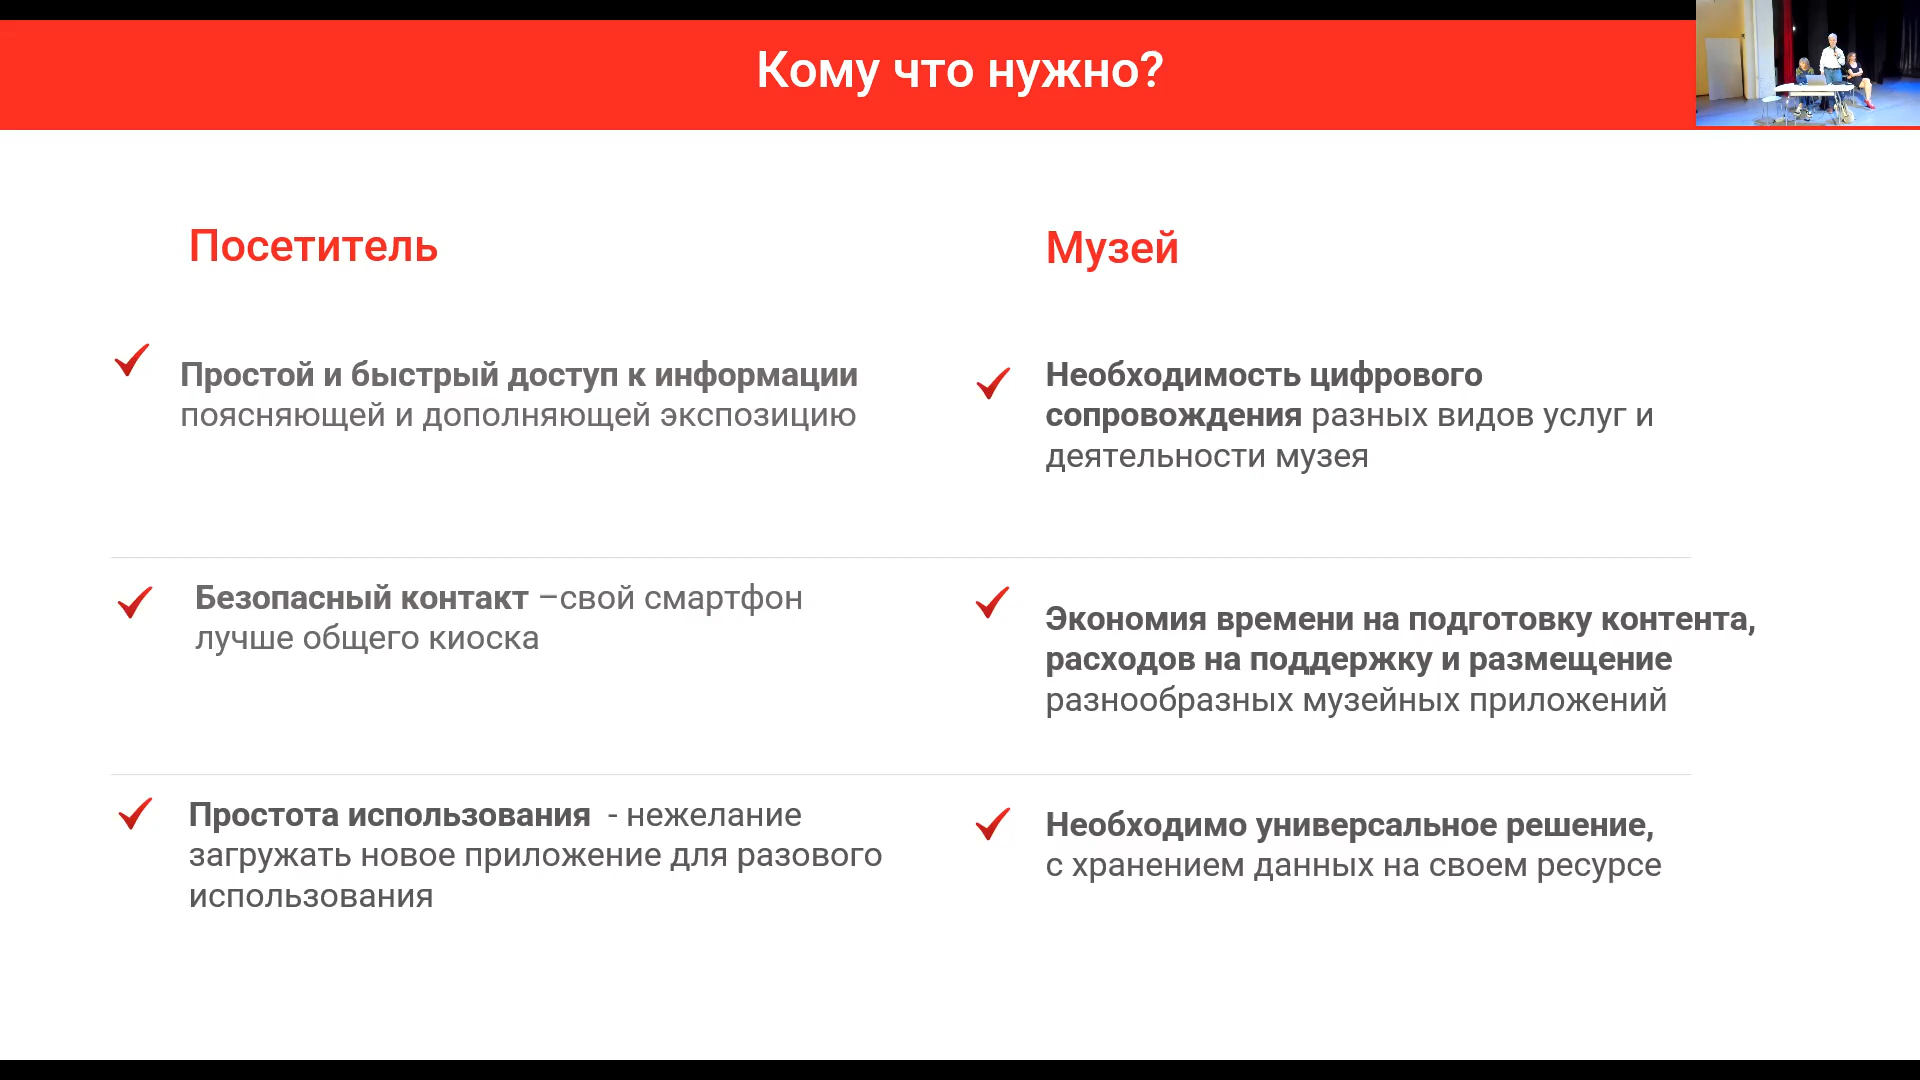 Кому что нужно?
Посетитель
Простой и быстрый доступ к информации
поясняющей и дополняющей экспозицию
Безопасный контакт –свой смартфон
лучше общего киоска
Простота использования - нежелание
загружать новое приложение для разового
использования
Музей
Необходимость цифрового
сопровождения разных видов услуг и
деятельности музея
Экономия времени на подготовку контента,
расходов на поддержку и размещение
разнообразных музейных приложений
Необходимо универсальное решение,
с хранением данных на своем ресурсе